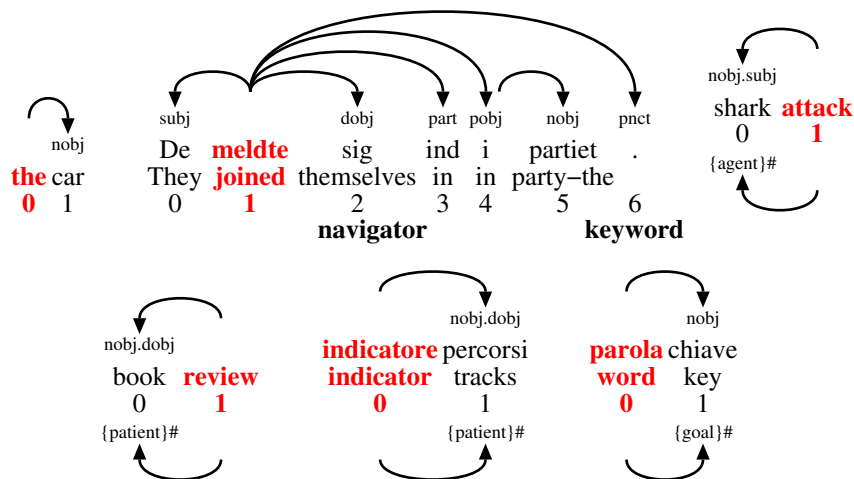 nobj
the car
0 1
subj dobj part pobj nobj pnct
De meldte sig ind i partiet .
They joined themselves in in party−the
0 1 2 3 4 5 6
nobj.subj
shark attack
0 1
{agent}#
navigator keyword
nobj.dobj
book review
0 1
{patient}#
nobj.dobj
indicatore percorsi
indicator tracks
0 1
{patient}#
nobj
parola chiave
word key
0 1
{goal}#